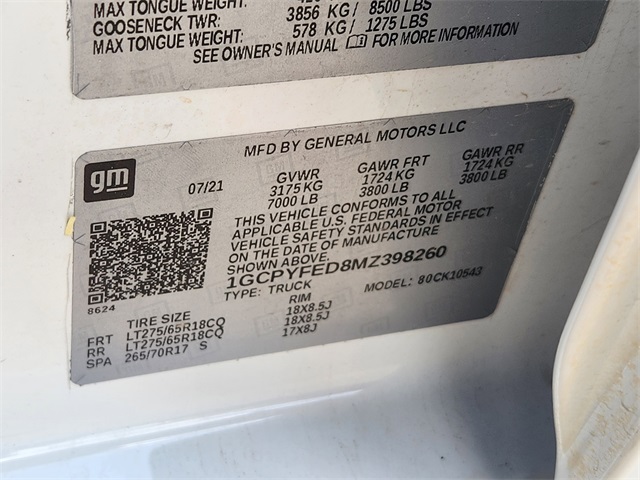 MAX TONGUE WEIGHT:
GOOSENECK TWR: 3856 KG/ 8500 LBS
MAX TONGUE WEIGHT: 578 KG/ 1275 LBS
SEE OWNER'S MANUAL FOR MORE INFORMATION
MFD BY GENERAL MOTORS LLC
gm
07/21
GVWR GAWR FRT GAWR RR
3175 KG 1724 KG 1724 KG
7000 LB 3800 LB 3800 LB
THIS VEHICLE CONFORMS TO ALL
APPLICABLE U.S. FEDERAL MOTOR
VEHICLE SAFETY STANDARDS IN EFFECT
ON THE DATE OF MANUFACTURE
SHOWN ABOVE.
1GCPYFED8MZ398260
TYPE: TRUCK MODEL: 80CK10543
8624
TIRE SIZE RIM
FRT LT275/65R18CQ 18X8.5J
RR LT275/65R18CQ 18X8.5J
SPA 265/70R17 S 17X8J